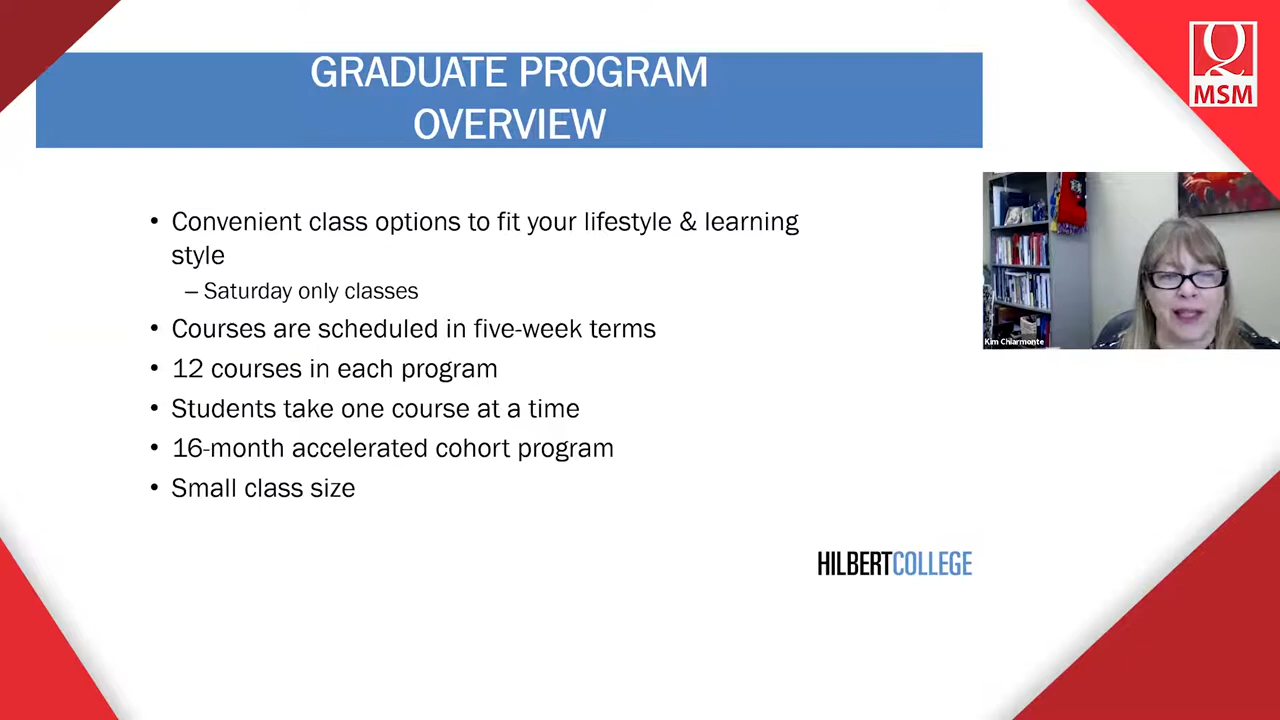 GRADUATE PROGRAM
OVERVIEW
Q
MSM
• Convenient class options to fit your lifestyle & learning
style
– Saturday only classes
• Courses are scheduled in five-week terms
• 12 courses in each program
• Students take one course at a time
• 16-month accelerated cohort program
• Small class size
Kim Chiarmonte
HILBERTCOLLEGE